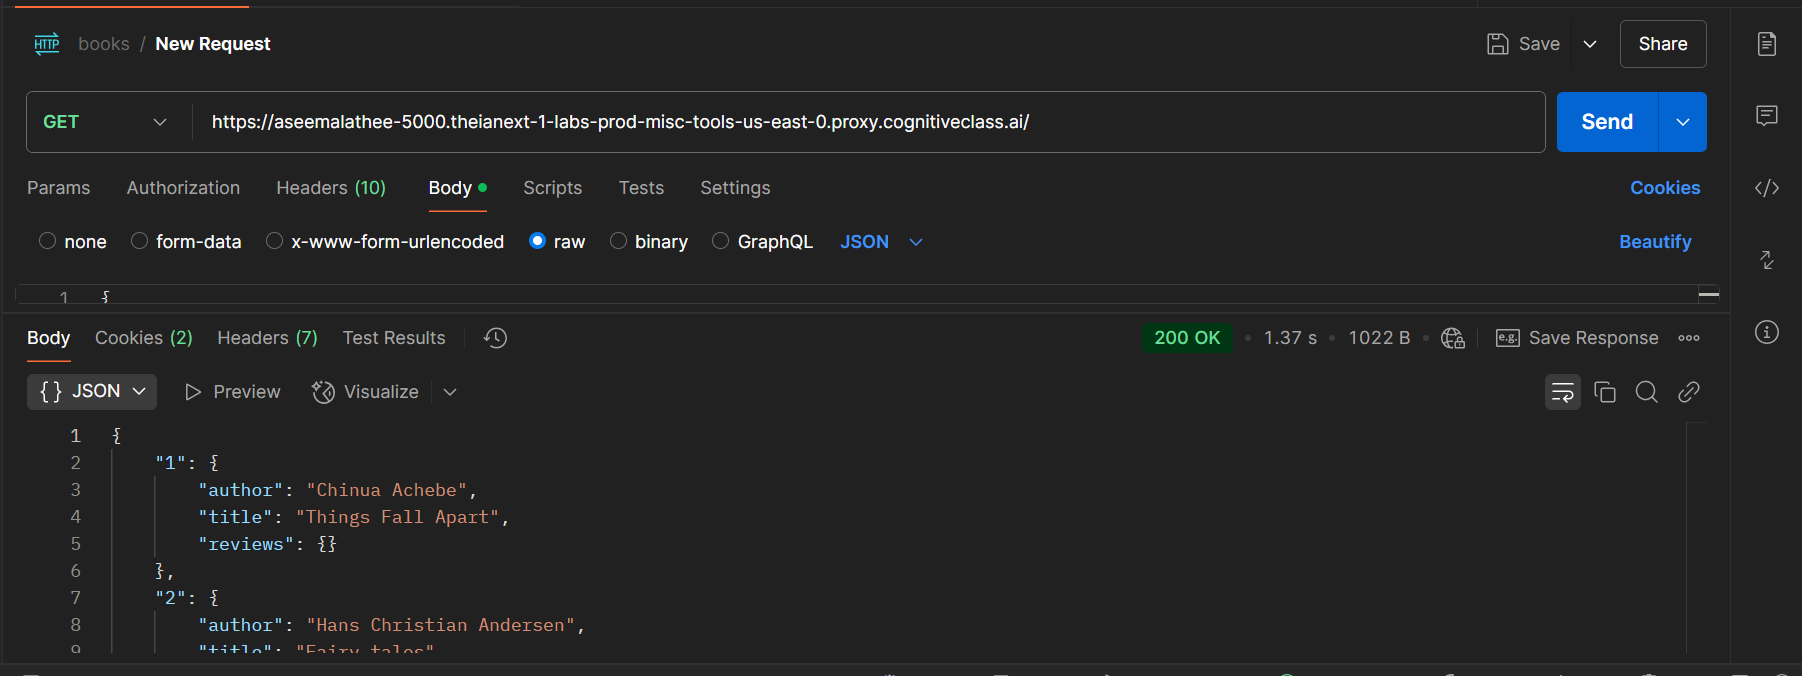 HTTP books / New Request Save Share
GET https://aseemalathee-5000.theianext-1-labs-prod-misc-tools-us-east-0.proxy.cognitiveclass.ai/ Send
Params Authorization Headers (10) Body Scripts Tests Settings Cookies
none form-data x-www-form-urlencoded raw binary GraphQL JSON Beautify
1 {
Body Cookies (2) Headers (7) Test Results 200 OK • 1.37 s • 1022 B • e.g. Save Response
{} JSON Preview Visualize
1 {
2 "1": {
3 "author": "Chinua Achebe",
4 "title": "Things Fall Apart",
5 "reviews": {}
6 },
7 "2": {
8 "author": "Hans Christian Andersen",
9 "title": "Fairy tales"